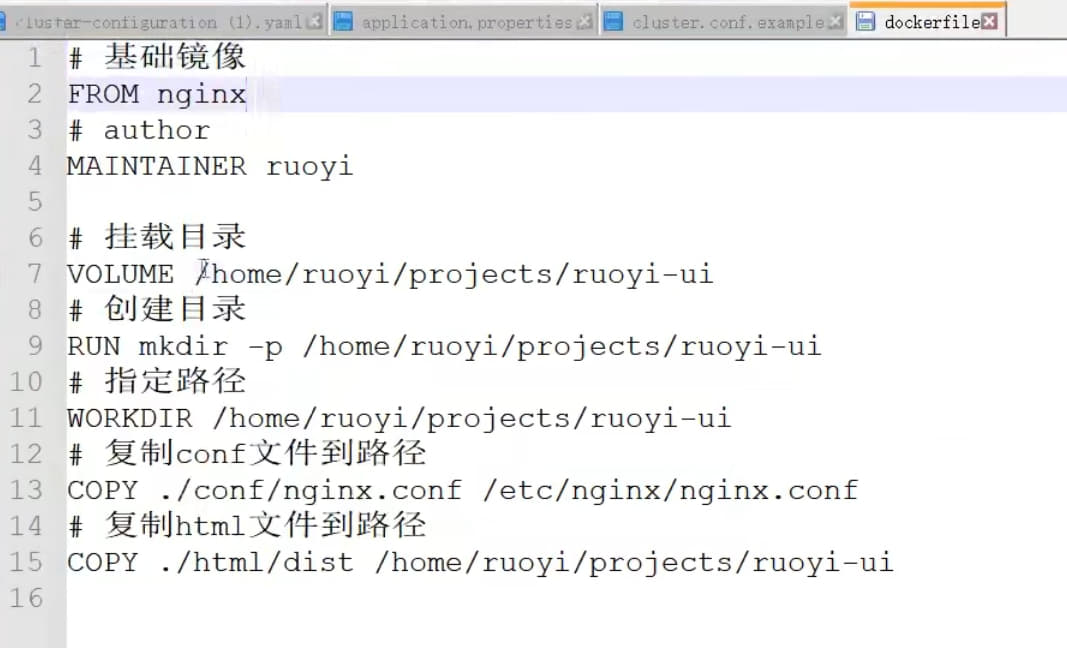 cluster-configuration (1).yaml application.properties cluster.conf.example dockerfile
1 # 基础镜像
2 FROM nginx
3 # author
4 MAINTAINER ruoyi
5
6 # 挂载目录
7 VOLUME /home/ruoyi/projects/ruoyi-ui
8 # 创建目录
9 RUN mkdir -p /home/ruoyi/projects/ruoyi-ui
10 # 指定路径
11 WORKDIR /home/ruoyi/projects/ruoyi-ui
12 # 复制conf文件到路径
13 COPY ./conf/nginx.conf /etc/nginx/nginx.conf
14 # 复制html文件到路径
15 COPY ./html/dist /home/ruoyi/projects/ruoyi-ui
16